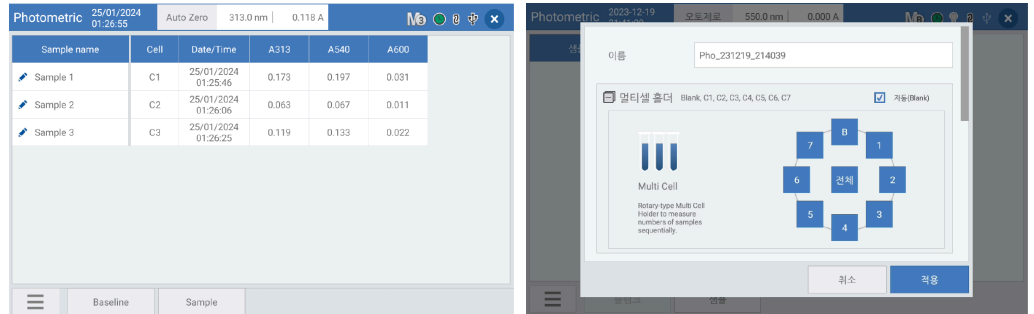 Photometric 25/01/2024 01:26:55 Auto Zero 313.0 nm 0.118 A
Sample name Cell Date/Time A313 A540 A600
Sample 1 C1 25/01/2024 01:25:46 0.173 0.197 0.031
Sample 2 C2 25/01/2024 01:26:06 0.063 0.067 0.011
Sample 3 C3 25/01/2024 01:26:25 0.119 0.133 0.022
Baseline Sample
Photometric 2023-12-19 오토제로 550.0 nm 0.000 A
이름 Pho_231219_214039
멀티셀 홀더 Blank, C1, C2, C3, C4, C5, C6, C7 자동(Blank)
B
7 1
Multi Cell 6 전체 2
Rotary-type Multi Cell
Holder to measure
numbers of samples
sequentially.
5 3
4
취소 적용